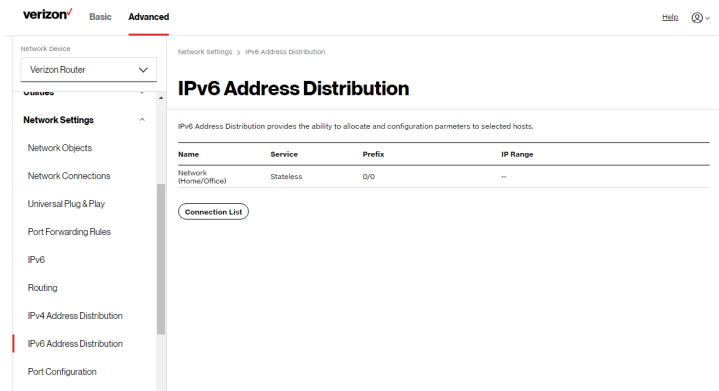 verizon✓ Basic Advanced Help
Network Device
Verizon Router
Utilities
Network Settings
Network Objects
Network Connections
Universal Plug & Play
Port Forwarding Rules
IPv6
Routing
IPv4 Address Distribution
IPv6 Address Distribution
Port Configuration
Network Settings > IPv6 Address Distribution
IPv6 Address Distribution
IPv6 Address Distribution provides the ability to allocate and configuration parmeters to selected hosts.
Name Service Prefix IP Range
Network
(Home/Office) Stateless 0/0 --
Connection List